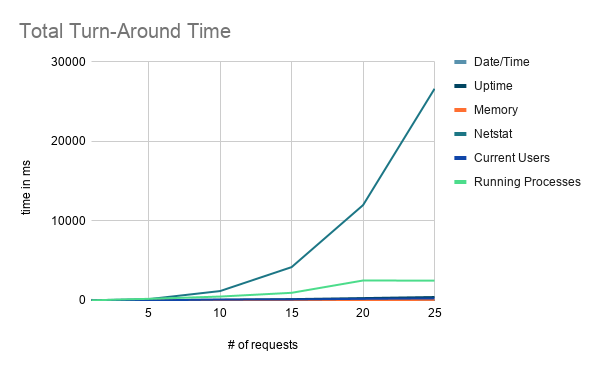 Total Turn-Around Time
30000
20000
10000
0
time in ms
5
10
15
20
25
# of requests
Date/Time
Uptime
Memory
Netstat
Current Users
Running Processes